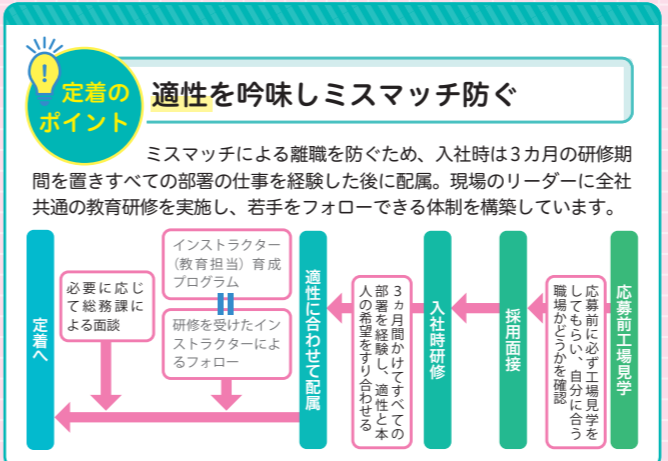 !
定着の
ポイント
適性を吟味しミスマッチ防ぐ
ミスマッチによる離職を防ぐため、入社時は3カ月の研修期
間を置きすべての部署の仕事を経験した後に配属。現場のリーダーに全社
共通の教育研修を実施し、若手をフォローできる体制を構築しています。
応募前工場見学
応募前に必ず工場見学を
してもらい、自分に合う
職場かどうかを確認
採用面接
入社時研修
3ヵ月間かけてすべての
部署を経験し、適性と本
人の希望をすり合わせる
適性に合わせて配属
インストラクター
（教育担当）育成
プログラム
研修を受けたイン
ストラクターによ
るフォロー
必要に応じ
て総務課に
よる面談
定着へ